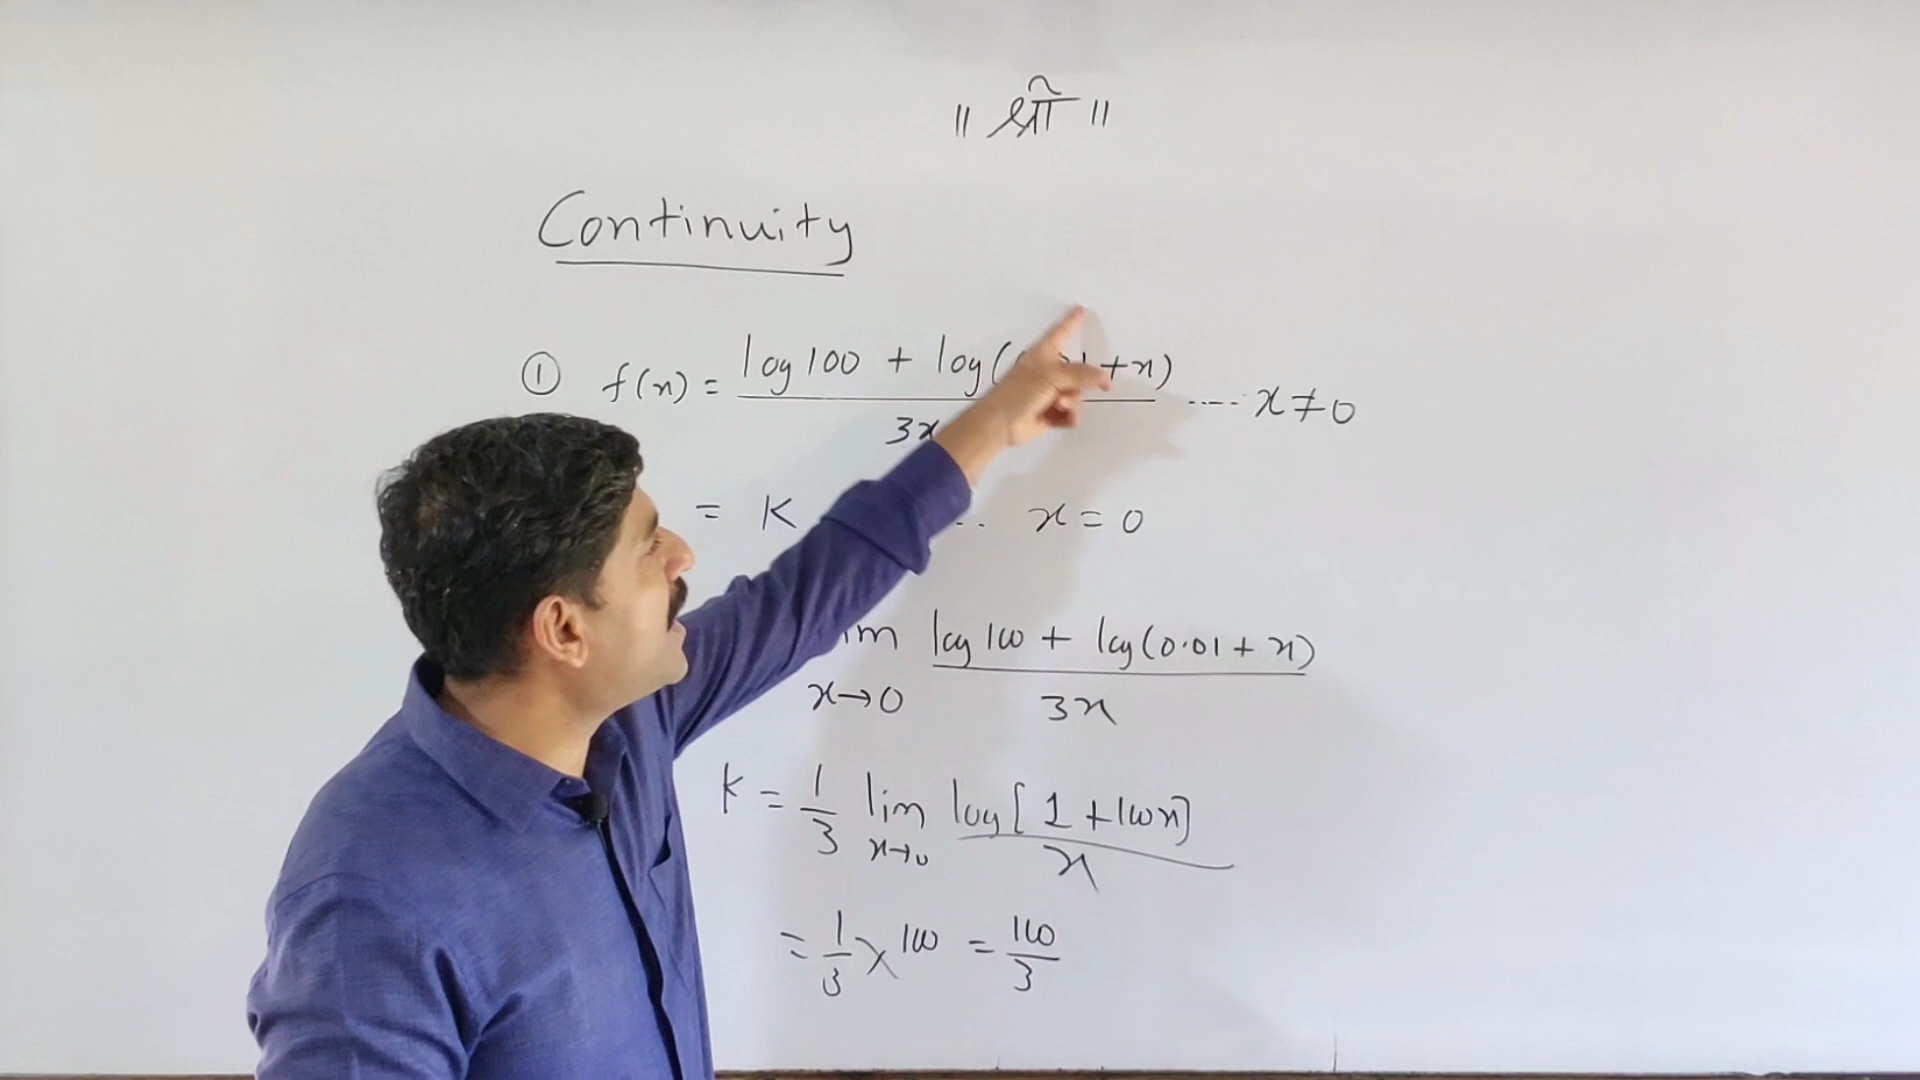 ॥ श्री ॥
Continuity
① f(x) = log 100 + log( +x) / 3x ---- x ≠ 0
= K .. x = 0
im x→0 log 100 + log(0.01 + x) / 3x
K = 1/3 lim x→0 log[1 + 100x] / x
= 1/3 × 100 = 100/3